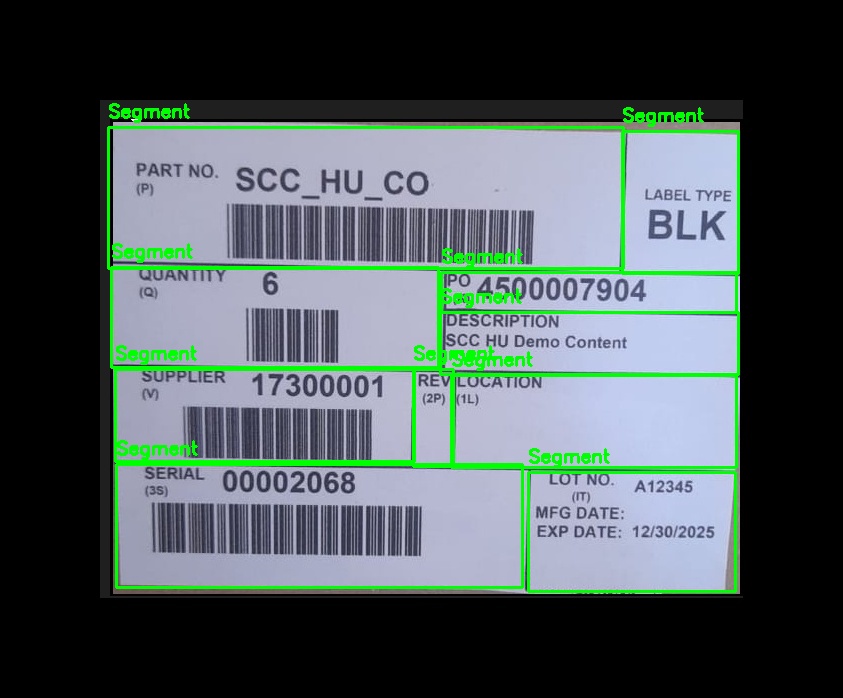 Segment
Segment
PART NO. SCC_HU_CO
(P)
LABEL TYPE
BLK
Segment
Segment
QUANTITY 6
(Q)
PO 4500007904
Segment
DESCRIPTION
SCC HU Demo Content
Segment
Segment
Segment
SUPPLIER 17300001
(V)
REV
(2P)
LOCATION
(1L)
Segment
Segment
SERIAL 00002068
(3S)
LOT NO. A12345
(IT)
MFG DATE:
EXP DATE: 12/30/2025